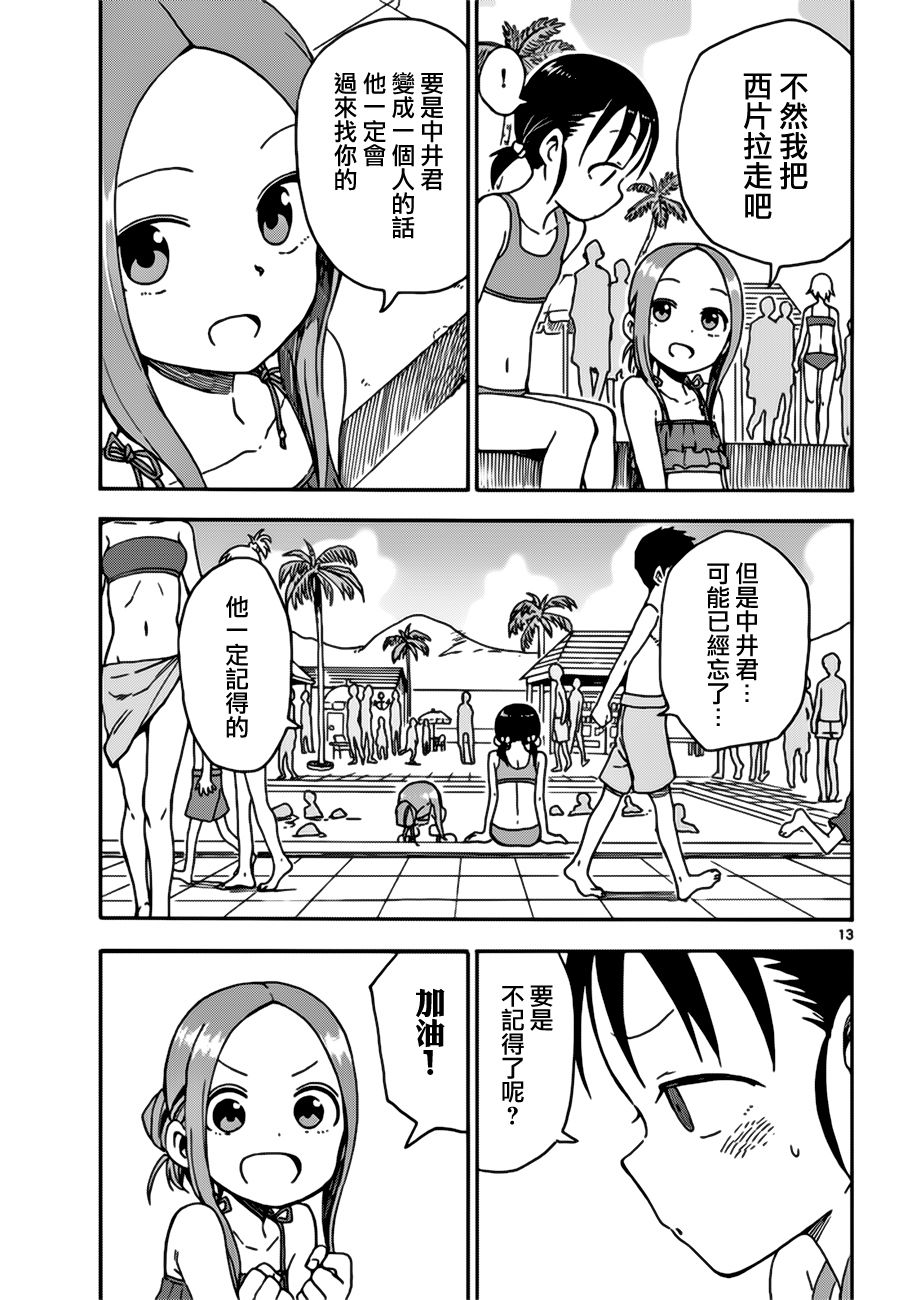 不然我把
西片拉走吧
！
要是中井君
變成一個人的話
他一定會
過來找你的
但是中井君…
可能已經忘了…
他一定記得的
13
要是
不記得了呢？
加油！